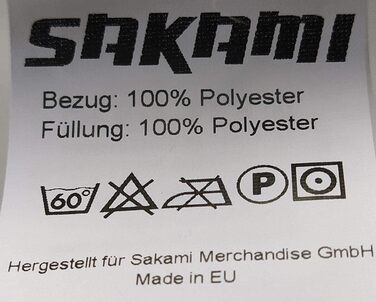 SAKAMI
Bezug: 100% Polyester
Füllung: 100% Polyester
60° P
Hergestellt für Sakami Merchandise GmbH
Made in EU